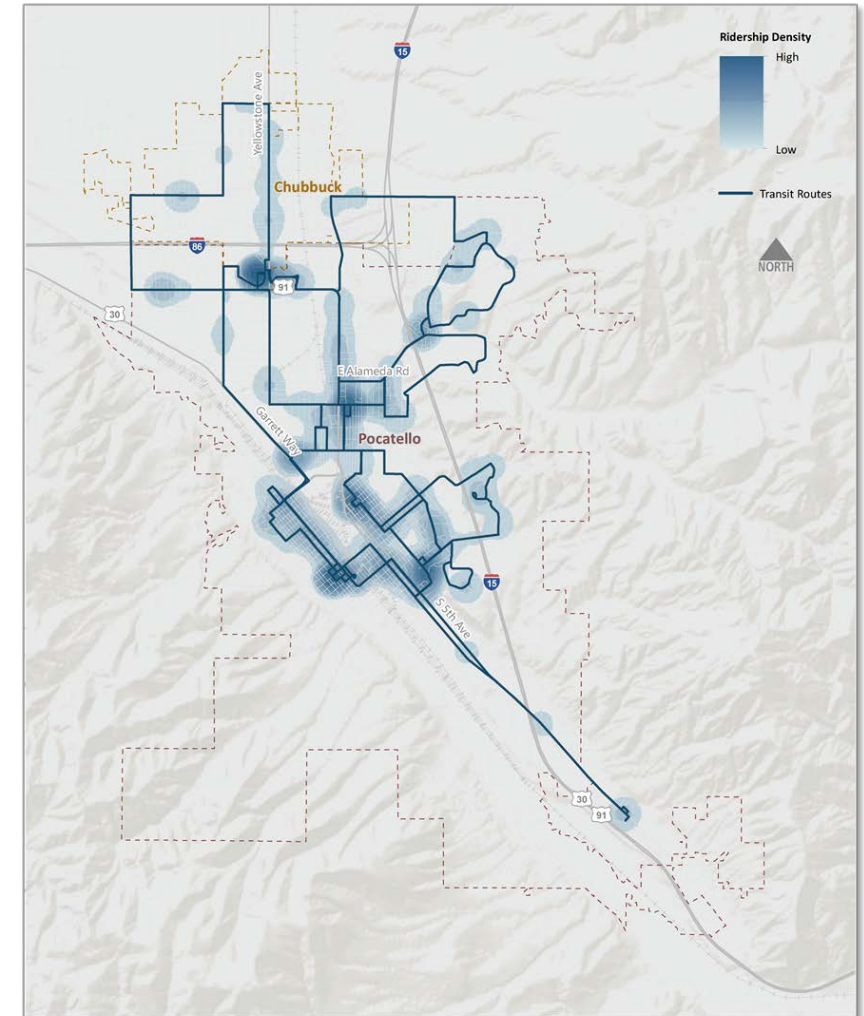 Ridership Density
High
Low
Transit Routes
NORTH
15
Yellowstone Ave
Chubbuck
86
91
30
E Alameda Rd
Garrett Way
Pocatello
15
S 5th Ave
30
91